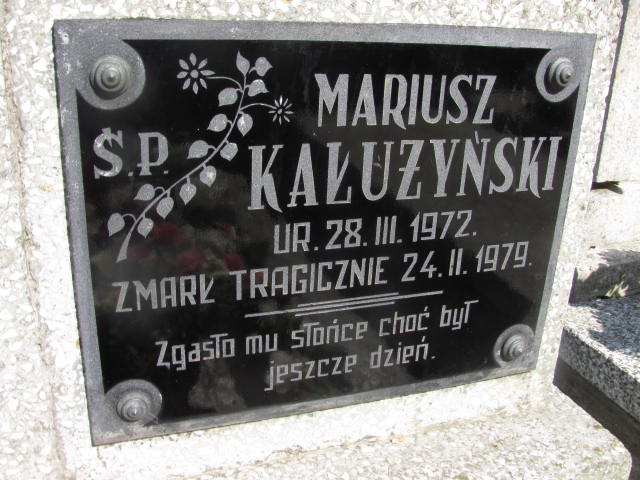 Ś.P.
MARIUSZ
KAŁUŻYŃSKI
UR. 28. III. 1972.
ZMARŁ TRAGICZNIE 24. II. 1979.
Zgasło mu słońce choć był
jeszcze dzień.